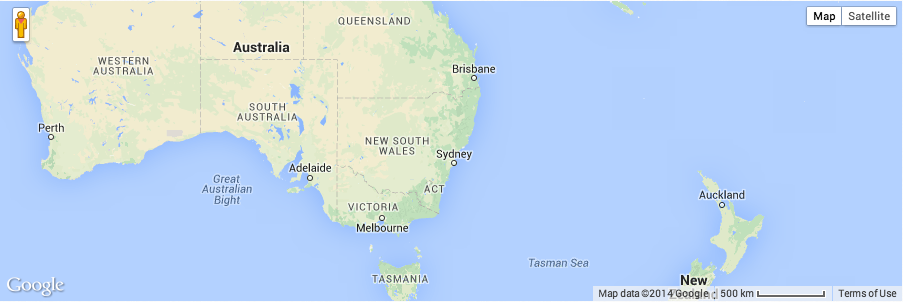 QUEENSLAND
Map
Satellite
Australia
WESTERN
AUSTRALIA
Brisbane
SOUTH
AUSTRALIA
Perth
NEW SOUTH
WALES
Sydney
Adelaide
Great
Australian
Bight
ACT
Auckland
VICTORIA
Melbourne
Tasman Sea
TASMANIA
New
Google
Map data ©2014 Google
500 km
Terms of Use